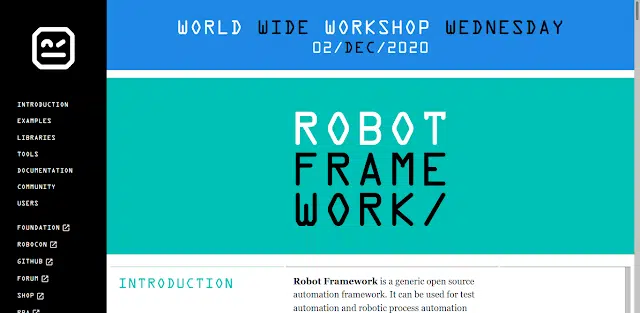 WORLD WIDE WORKSHOP WEDNESDAY
02/DEC/2020
INTRODUCTION
EXAMPLES
LIBRARIES
TOOLS
DOCUMENTATION
COMMUNITY
USERS
FOUNDATION
ROBOCON
GITHUB
FORUM
SHOP
RPA
ROBOT
FRAME
WORK/
INTRODUCTION
Robot Framework is a generic open source
automation framework. It can be used for test
automation and robotic process automation